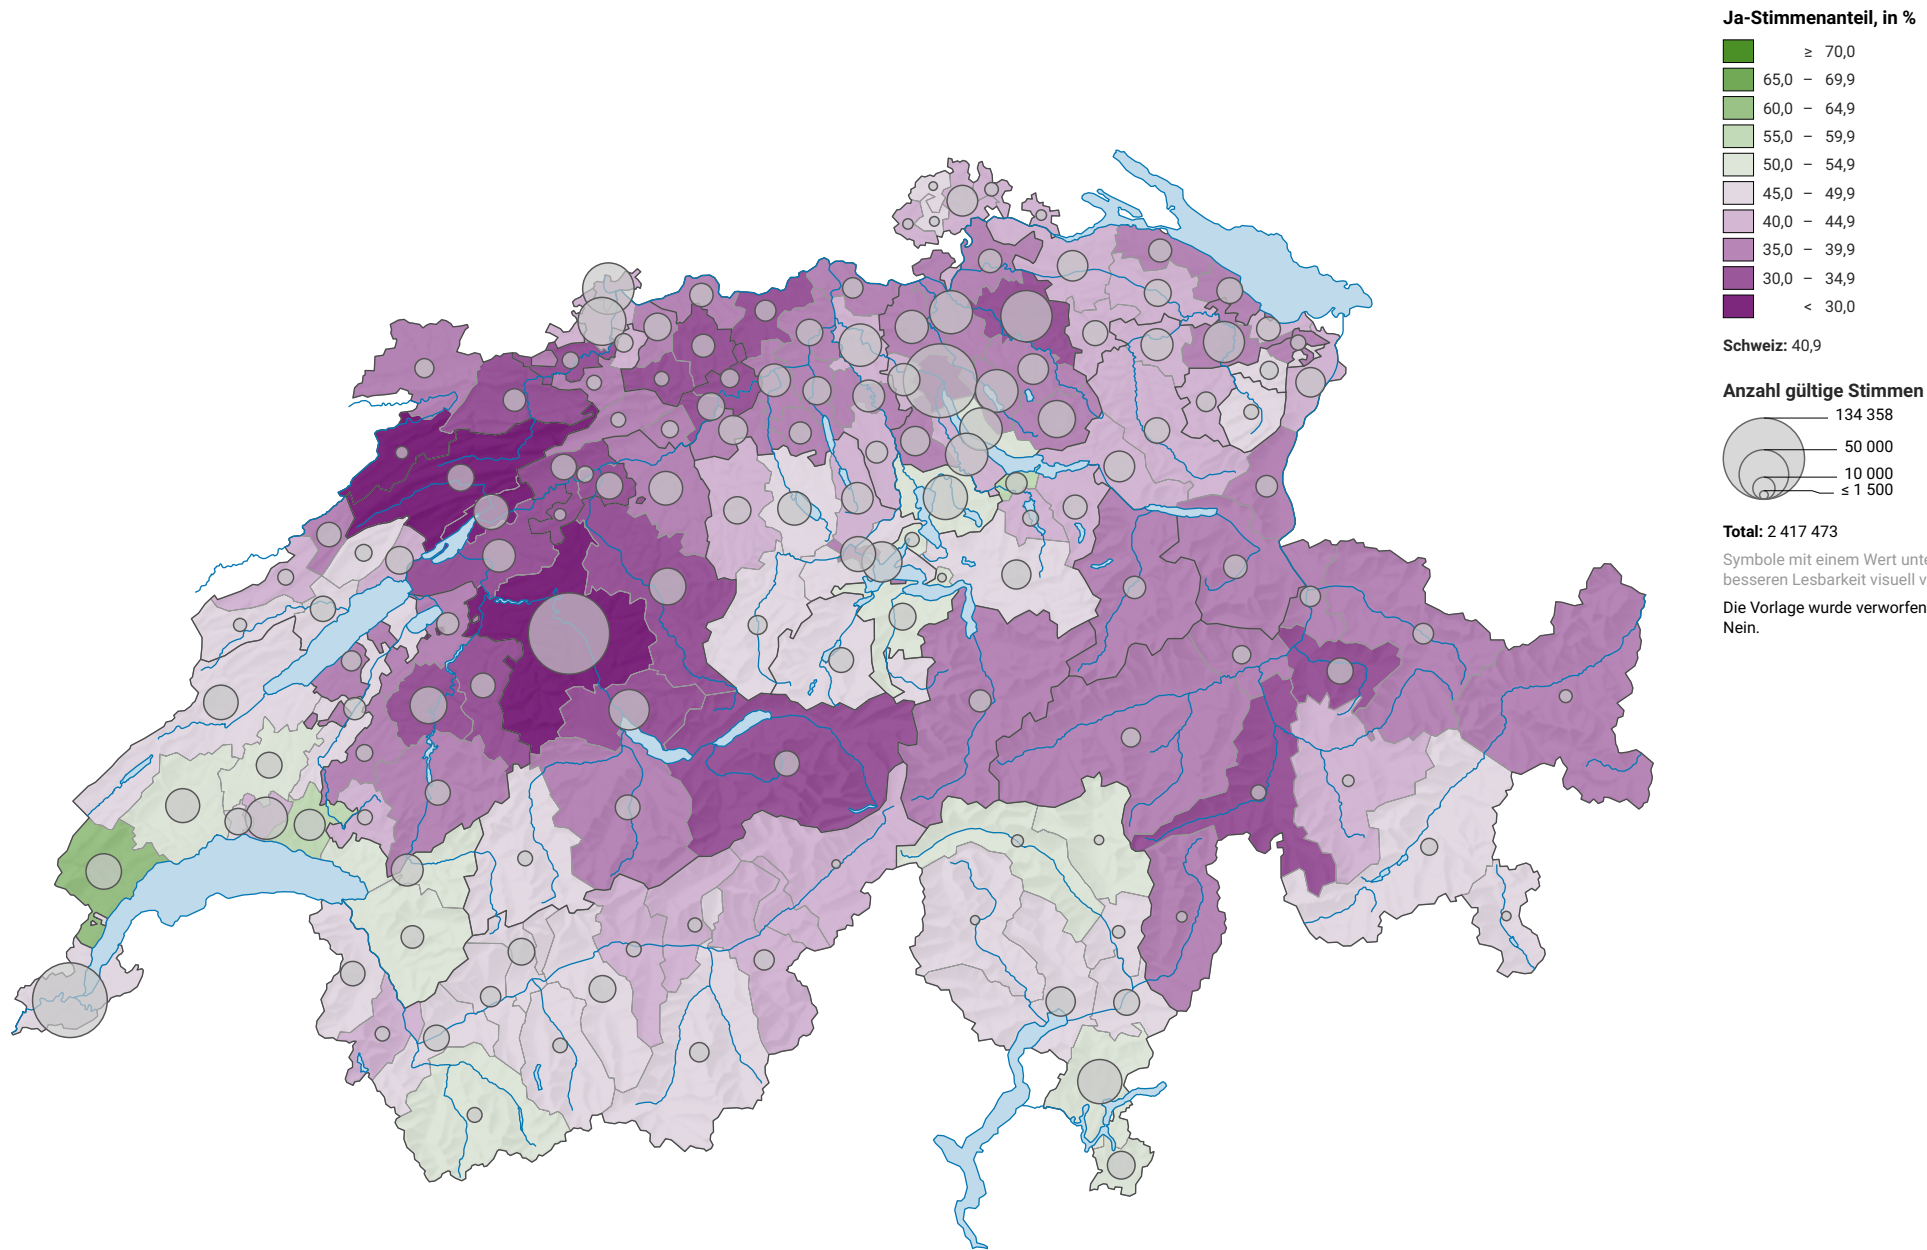 Ja-Stimmenanteil, in %
≥ 70,0
65,0 – 69,9
60,0 – 64,9
55,0 – 59,9
50,0 – 54,9
45,0 – 49,9
40,0 – 44,9
35,0 – 39,9
30,0 – 34,9
< 30,0
Schweiz: 40,9
Anzahl gültige Stimmen
134 358
50 000
10 000
≤ 1 500
Total: 2 417 473
Symbole mit einem Wert unte
besseren Lesbarkeit visuell v
Die Vorlage wurde verworfen
Nein.